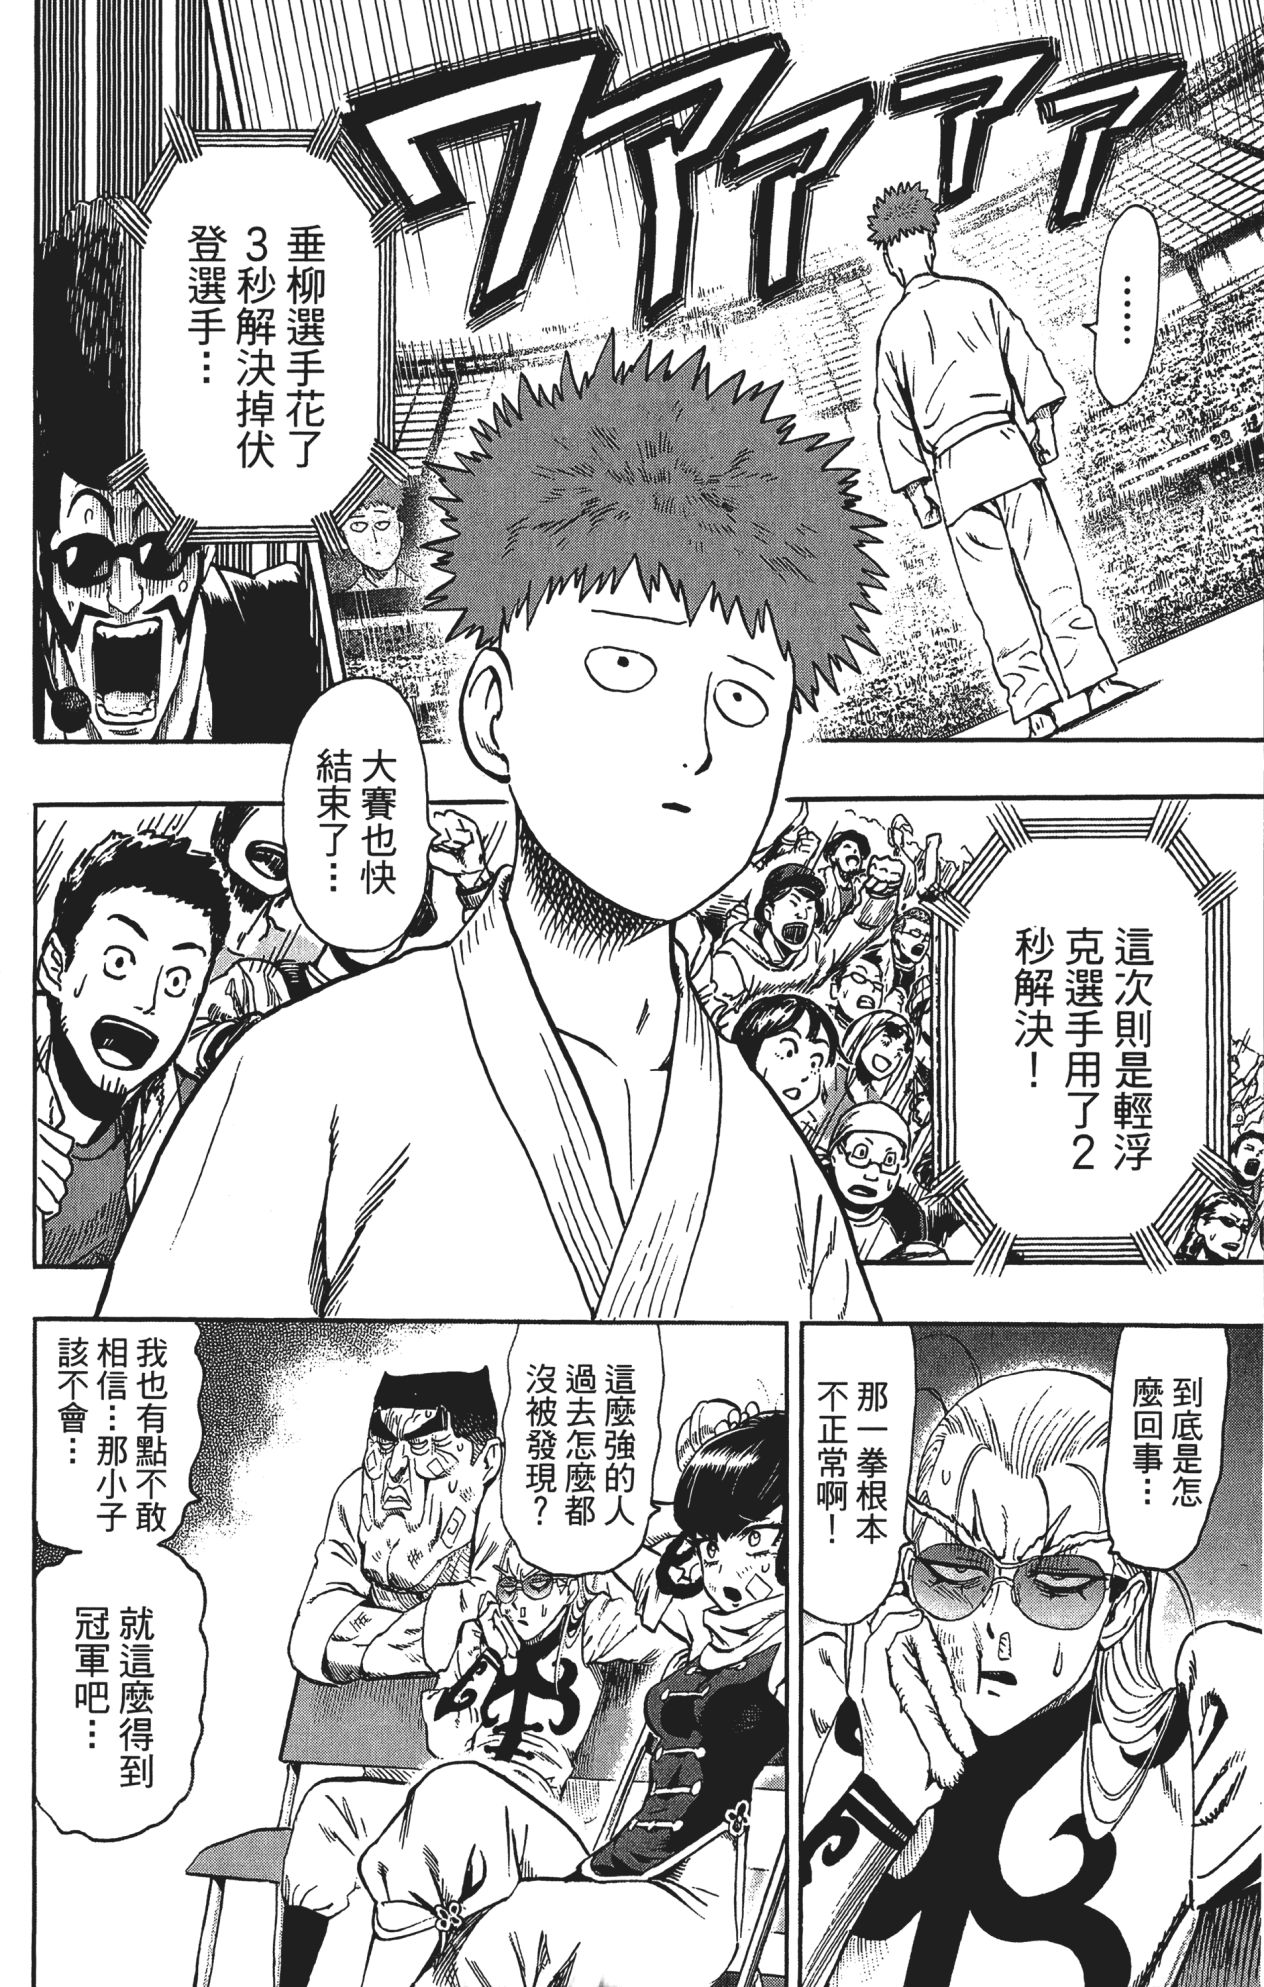 ワアアアア
……
垂柳選手花了
3秒解決掉伏
登選手…
這次則是輕浮
克選手用了2
秒解決！
大賽也快
結束了…
到底是怎
麼回事…
那一拳根本
不正常啊！
這麼強的人
過去怎麼都
沒被發現？
我也有點不敢
相信…那小子
該不會…
就這麼得到
冠軍吧…